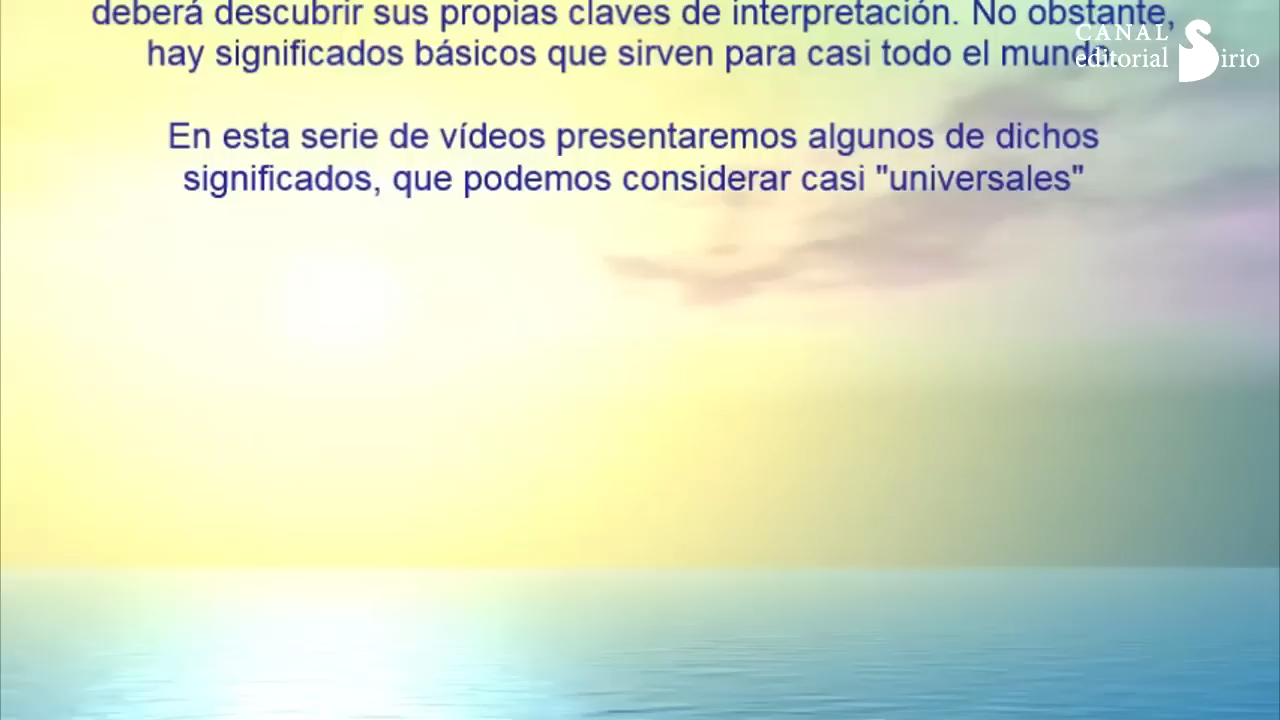 deberá descubrir sus propias claves de interpretación. No obstante,
hay significados básicos que sirven para casi todo el mundo
En esta serie de vídeos presentaremos algunos de dichos
significados, que podemos considerar casi "universales"
CANAL
editorial Sirio